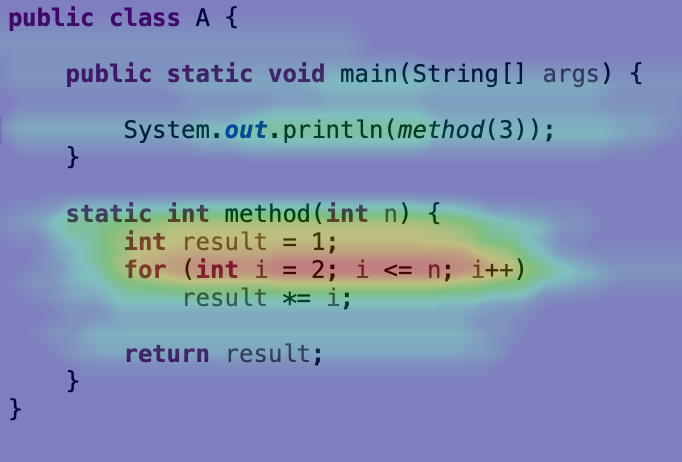 public class A {
    public static void main(String[] args) {
        System.out.println(method(3));
    }
    static int method(int n) {
        int result = 1;
        for (int i = 2; i <= n; i++)
            result *= i;
        return result;
    }
}